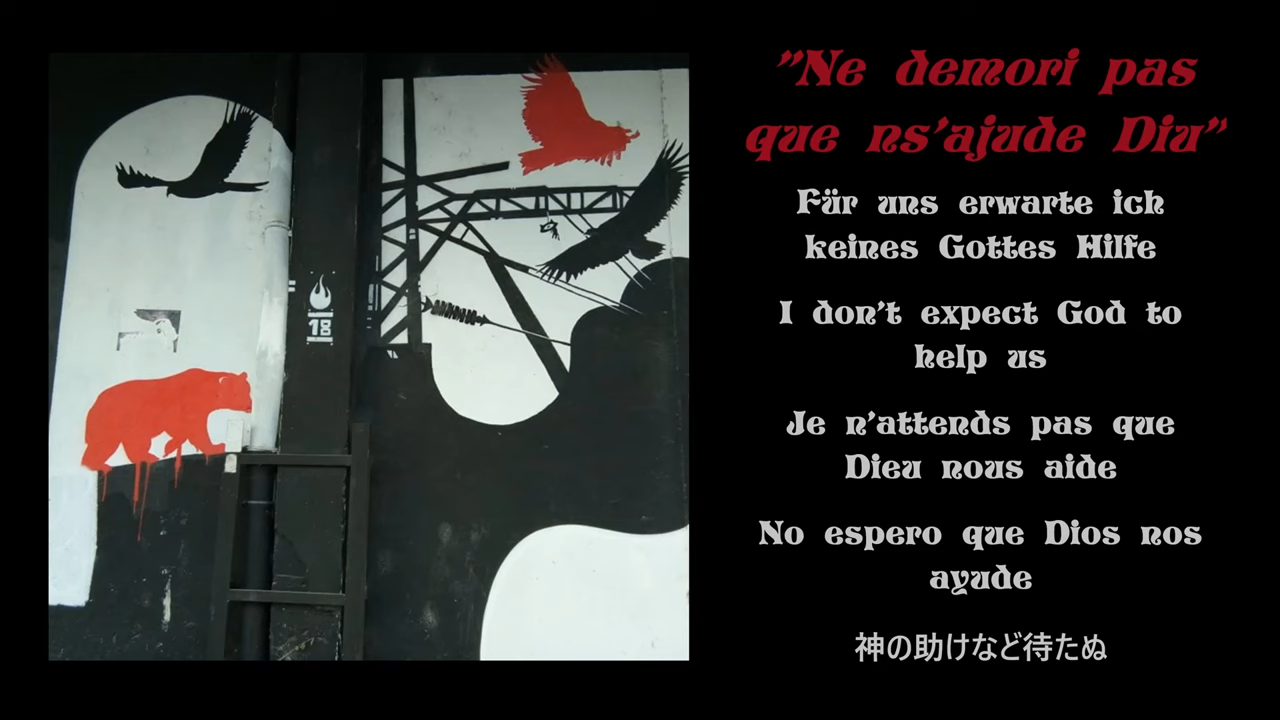 18
"Ne demori pas
que ns'ajude Diu"
Für uns erwarte ich
keines Gottes Hilfe
I don't expect God to
help us
Je n'attends pas que
Dieu nous aide
No espero que Dios nos
ayude
神の助けなど待たぬ